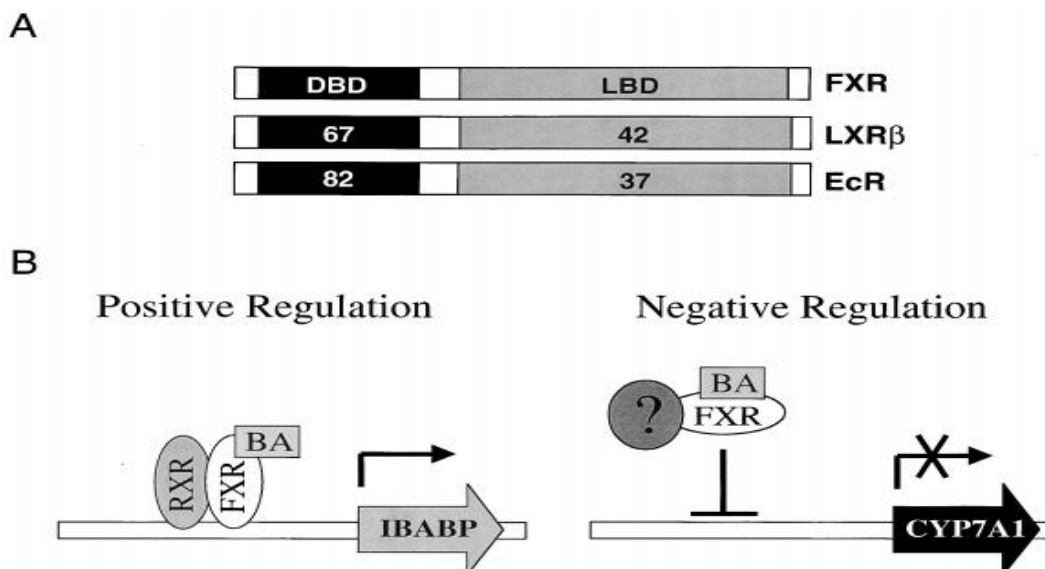 A
DBD LBD FXR
67 42 LXRβ
82 37 EcR
B
Positive Regulation Negative Regulation
BA
RXR FXR
IBABP
BA
? FXR
X
CYP7A1